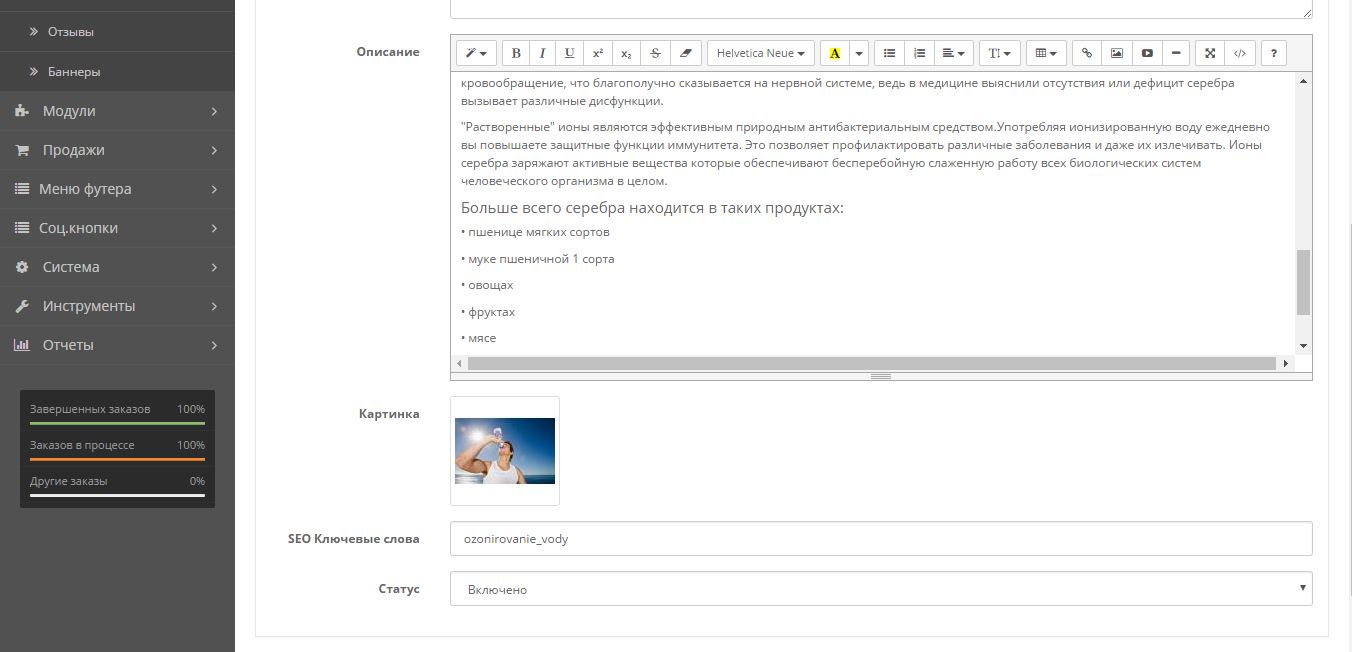 Отзывы
Баннеры
Модули
Продажи
Меню футера
Соц.кнопки
Система
Инструменты
Отчеты
Завершенных заказов 100%
Заказов в процессе 100%
Другие заказы 0%
Описание
B I U x² x₂ S Helvetica Neue A T! </> ?
кровообращение, что благополучно сказывается на нервной системе, ведь в медицине выяснили отсутствия или дефицит серебра
вызывает различные дисфункции.
"Растворенные" ионы являются эффективным природным антибактериальным средством.Употребляя ионизированную воду ежедневно
вы повышаете защитные функции иммунитета. Это позволяет профилактировать различные заболевания и даже их излечивать. Ионы
серебра заряжают активные вещества которые обеспечивают бесперебойную слаженную работу всех биологических систем
человеческого организма в целом.
Больше всего серебра находится в таких продуктах:
• пшенице мягких сортов
• муке пшеничной 1 сорта
• овощах
• фруктах
• мясе
Картинка
SEO Ключевые слова ozonirovanie_vody
Статус Включено